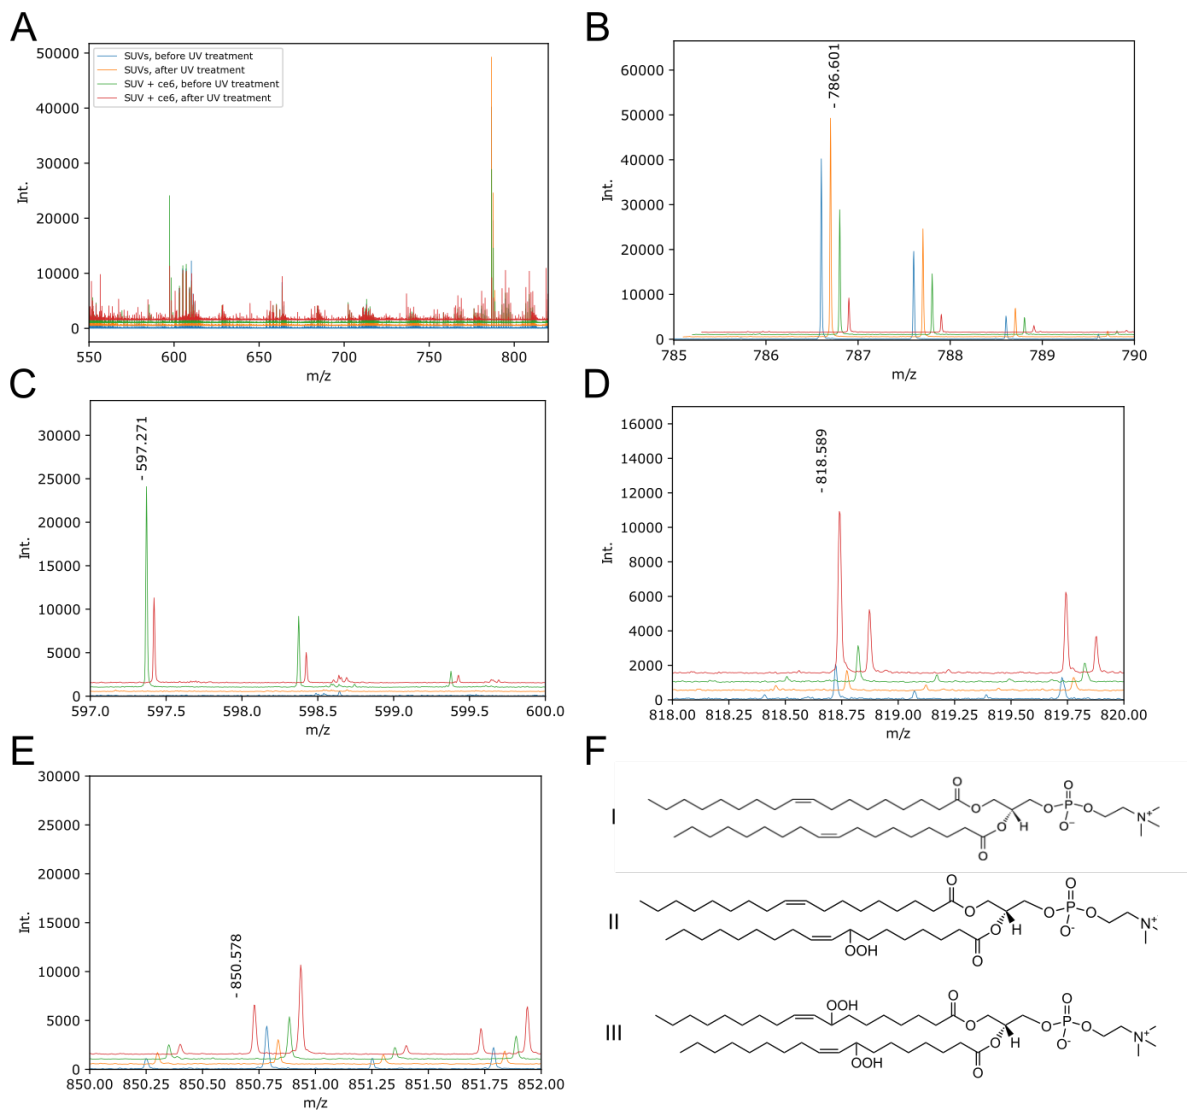 A
50000
40000
30000
20000
10000
0
Int.
550
600
650
700
750
800
m/z
SUVs, before UV treatment
SUVs, after UV treatment
SUV + ce6, before UV treatment
SUV + ce6, after UV treatment
B
60000
50000
40000
30000
20000
10000
0
Int.
- 786.601
785
786
787
788
789
790
m/z
C
30000
25000
20000
15000
10000
5000
0
Int.
- 597.271
597.0
597.5
598.0
598.5
599.0
599.5
600.0
m/z
D
16000
14000
12000
10000
8000
6000
4000
2000
0
Int.
- 818.589
818.00
818.25
818.50
818.75
819.00
819.25
819.50
819.75
820.00
m/z
E
30000
25000
20000
15000
10000
5000
0
Int.
- 850.578
850.00
850.25
850.50
850.75
851.00
851.25
851.50
851.75
852.00
m/z
F
I
O
O
O
O
H
O
O
P
O-
O
N+
II
O
O
O
O
H
O
O
P
O-
O
N+
OOH
III
OOH
O
O
O
O
H
O
O
P
O-
O
N+
OOH